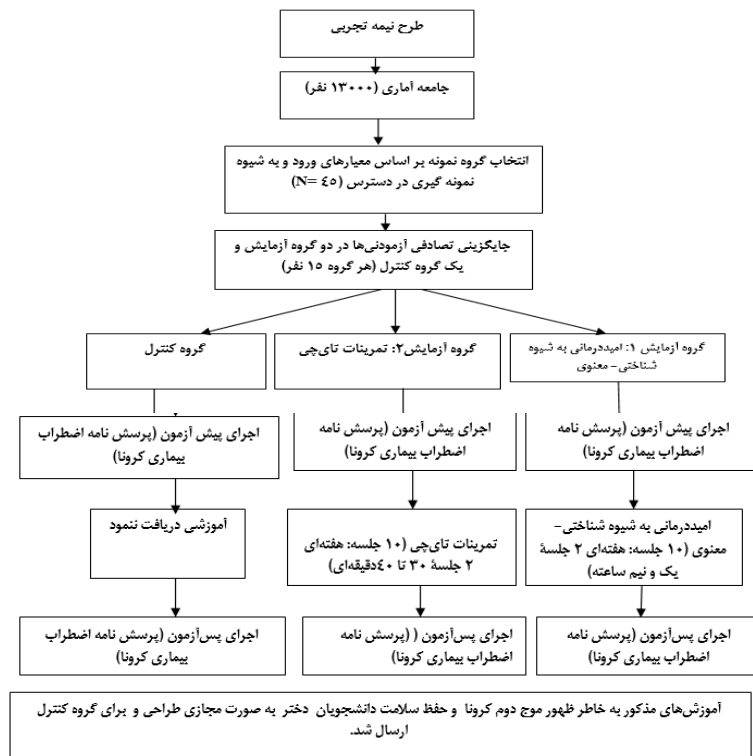 طرح نیمه تجربی
جامعه آماری (۱۳۰۰۰ نفر)
انتخاب گروه نمونه بر اساس معیارهای ورود و به شیوه
نمونه گیری در دسترس (N= ٤٥)
جایگزینی تصادفی آزمودنی‌ها در دو گروه آزمایش و
یک گروه کنترل (هر گروه ۱۵ نفر)
گروه آزمایش ۱: امیددرمانی به شیوه
شناختی- معنوی
گروه آزمایش۲: تمرینات تای‌چی
گروه کنترل
اجرای پیش آزمون (پرسش نامه
اضطراب بیماری کرونا)
اجرای پیش آزمون (پرسش نامه
اضطراب بیماری کرونا)
اجرای پیش آزمون (پرسش نامه اضطراب
بیماری کرونا)
امیددرمانی به شیوه شناختی-
معنوی (۱۰ جلسه: هفته‌ای ۲ جلسۀ
یک و نیم ساعته)
تمرینات تای‌چی (۱۰ جلسه: هفته‌ای
۲ جلسۀ ۳۰ تا ٤٠دقیقه‌ای)
آموزشی دریافت ننمود
اجرای پس‌آزمون (پرسش نامه
اضطراب بیماری کرونا)
اجرای پس‌آزمون ( (پرسش نامه
اضطراب بیماری کرونا)
اجرای پس‌آزمون (پرسش نامه اضطراب
بیماری کرونا)
آموزش‌های مذکور به خاطر ظهور موج دوم کرونا و حفظ سلامت دانشجویان دختر به صورت مجازی طراحی و برای گروه کنترل
ارسال شد.